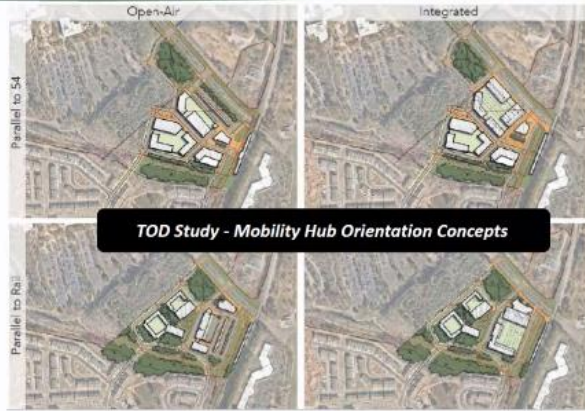 Open-Air
Integrated
Parallel to 54
TOD Study - Mobility Hub Orientation Concepts
Parallel to Rail